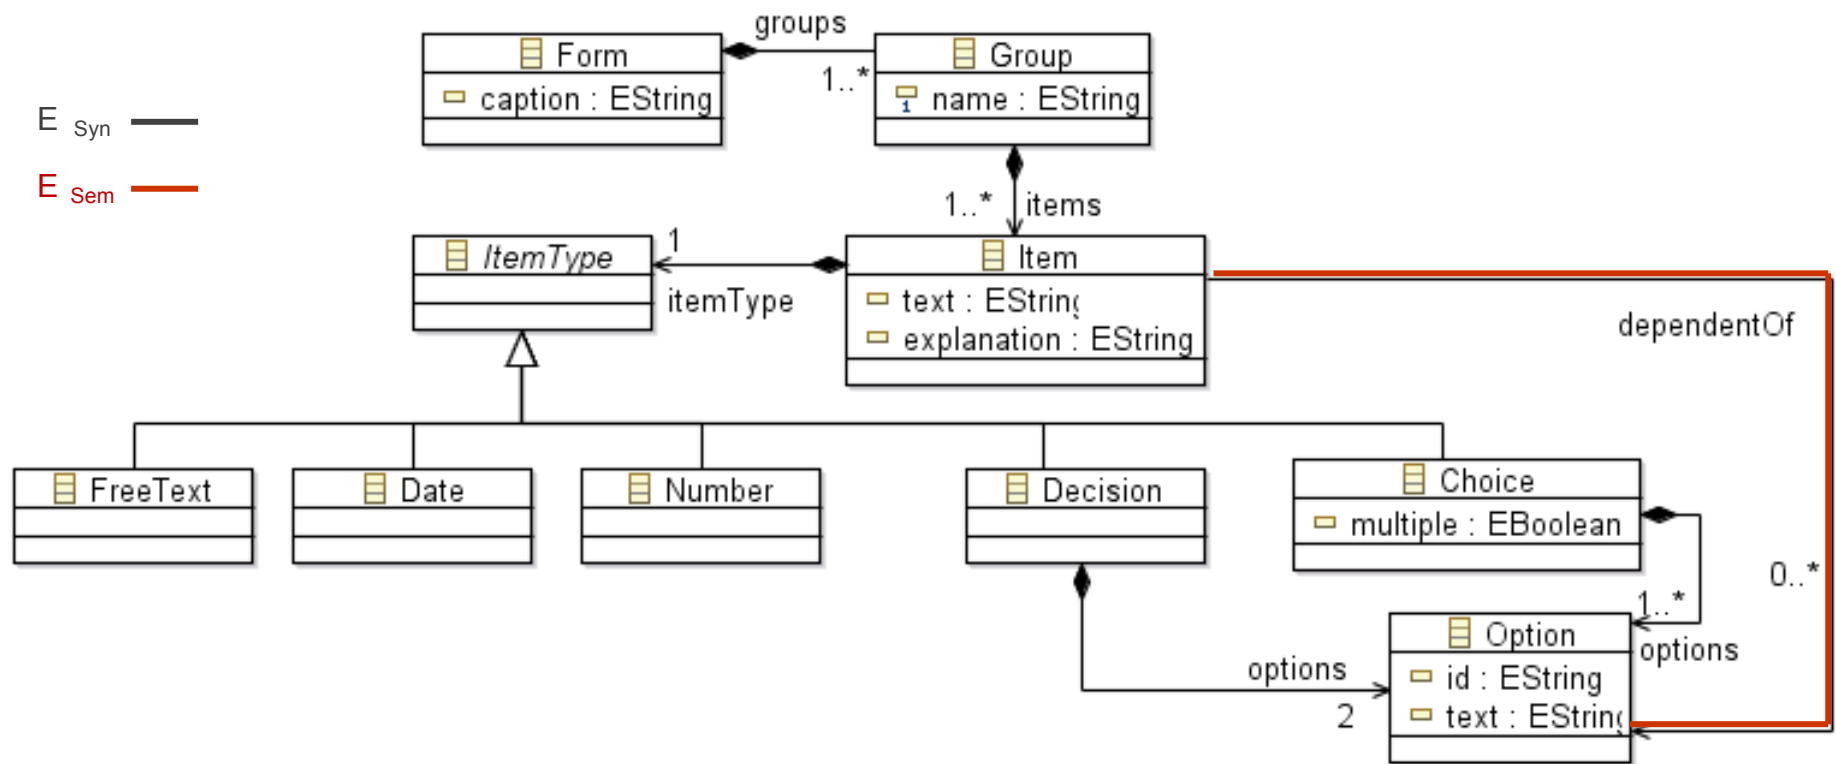 groups
Form
Group
1..*
caption : EString
name : EString
1
E Syn
E Sem
1..* items
ItemType
1
Item
itemType
text : EString
explanation : EString
dependentOf
FreeText
Date
Number
Decision
Choice
multiple : EBoolean
0..*
1..*
Option
options
options
id : EString
2
text : EString